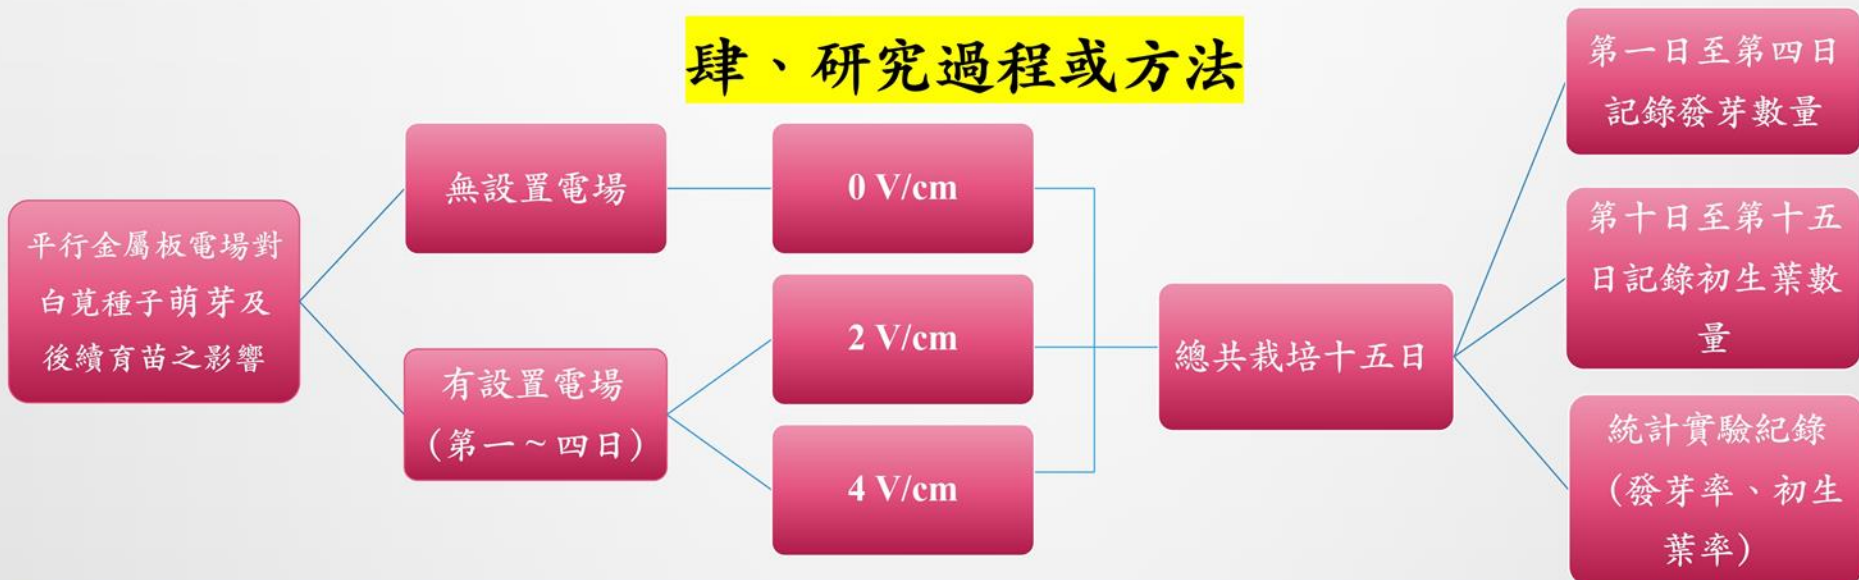 肆、研究過程或方法
平行金屬板電場對
白莧種子萌芽及
後續育苗之影響
無設置電場
有設置電場
(第一~四日)
0 V/cm
2 V/cm
4 V/cm
總共栽培十五日
第一日至第四日
記錄發芽數量
第十日至第十五
日記錄初生葉數
量
統計實驗紀錄
(發芽率、初生
葉率)